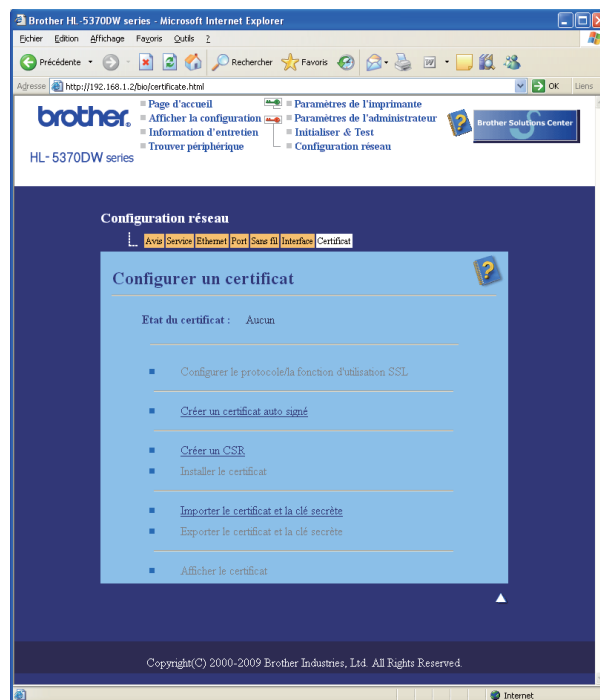 Brother HL-5370DW series - Microsoft Internet Explorer
Fichier Edition Affichage Favoris Outils ?
Précédente Rechercher Favoris
Adresse http://192.168.1.2/bio/certificate.html OK Liens
brother.
HL-5370DW series
Page d'accueil
Afficher la configuration
Information d'entretien
Trouver périphérique
Paramètres de l'imprimante
Paramètres de l'administrateur
Initialiser & Test
Configuration réseau
Brother Solutions Center
Configuration réseau
Avis Service Ethernet Port Sans fil Interface Certificat
Configurer un certificat
Etat du certificat : Aucun
Configurer le protocole/la fonction d'utilisation SSL
Créer un certificat auto signé
Créer un CSR
Installer le certificat
Importer le certificat et la clé secrète
Exporter le certificat et la clé secrète
Afficher le certificat
Copyright(C) 2000-2009 Brother Industries, Ltd. All Rights Reserved.
Internet